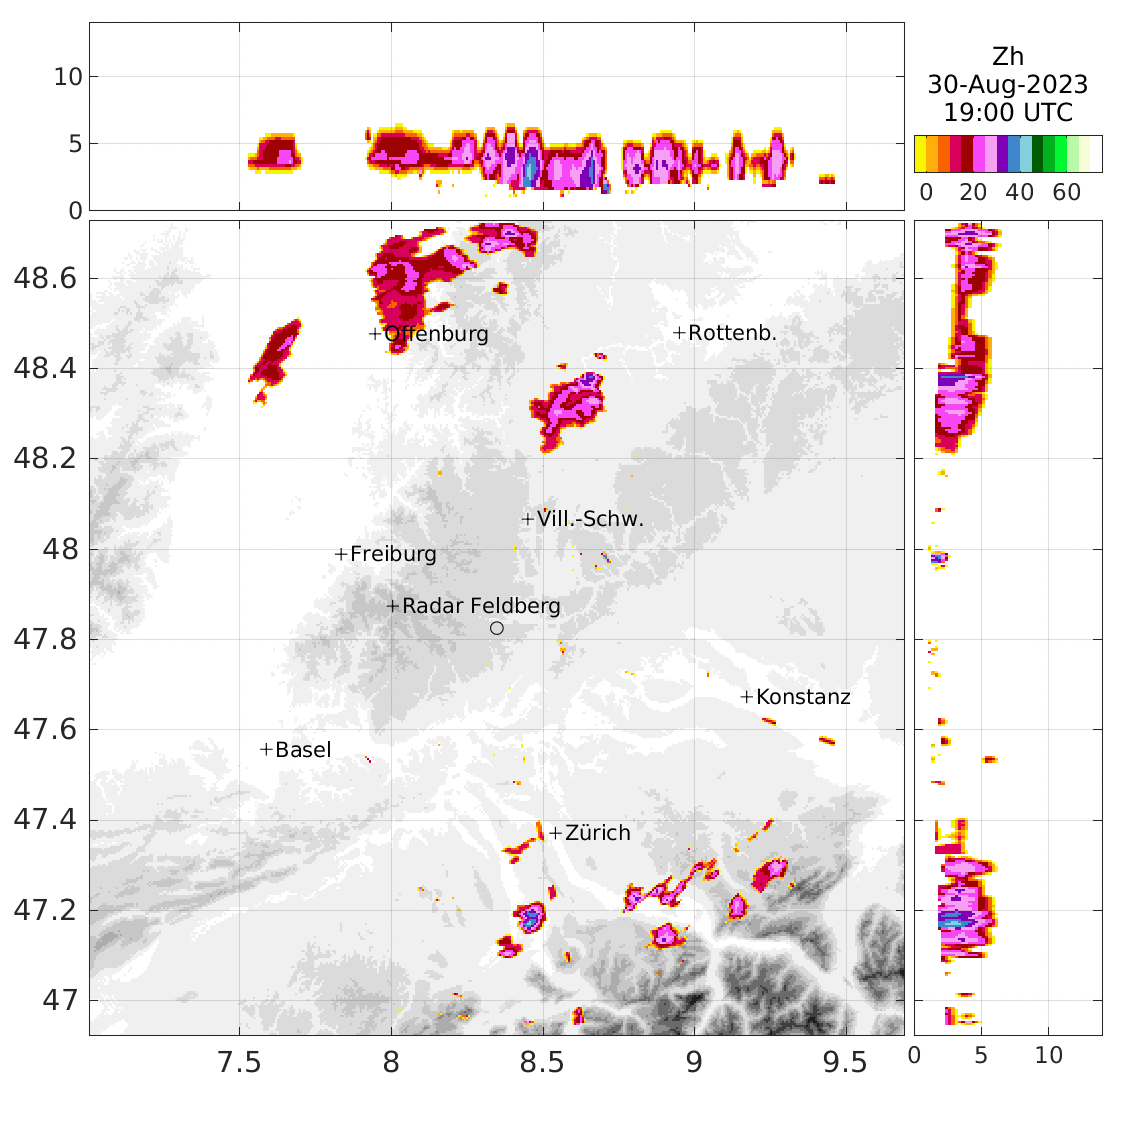 Zh
30-Aug-2023
19:00 UTC
0 20 40 60
10
5
0
48.6
48.4
48.2
48
47.8
47.6
47.4
47.2
47
+Offenburg
+Rottenb.
+Vill.-Schw.
+Freiburg
+Radar Feldberg
+Konstanz
+Basel
+Zürich
7.5 8 8.5 9 9.5
0 5 10